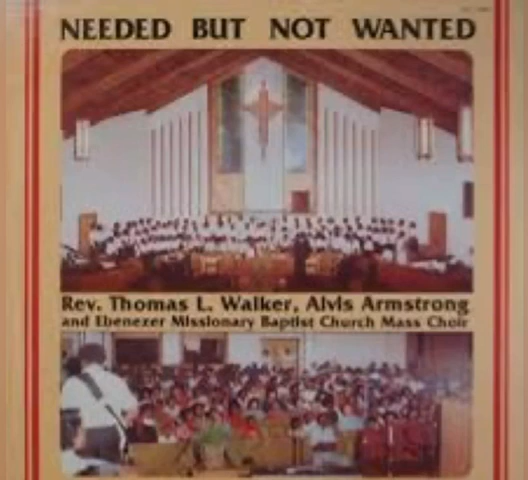 NEEDED BUT NOT WANTED
Rev. Thomas L. Walker, Alvis Armstrong
and Ebenezer Missionary Baptist Church Mass Choir